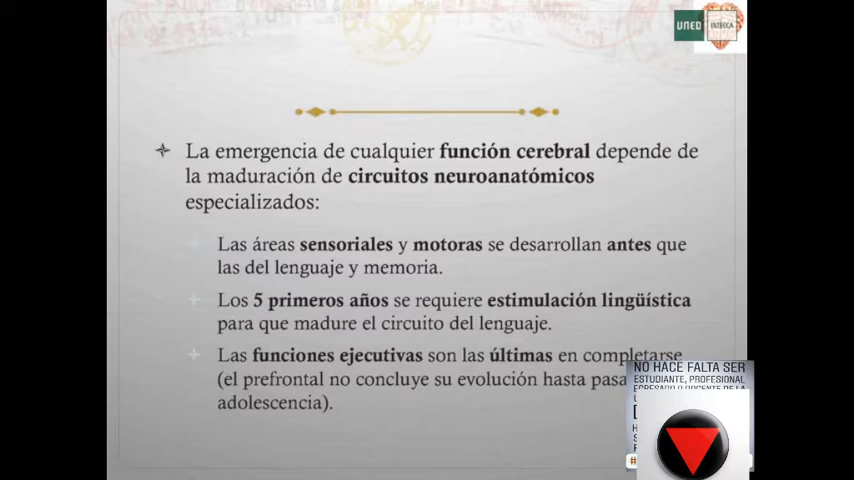 UNED
INTECCA
La emergencia de cualquier función cerebral depende de
la maduración de circuitos neuroanatómicos
especializados:
Las áreas sensoriales y motoras se desarrollan antes que
las del lenguaje y memoria.
Los 5 primeros años se requiere estimulación lingüística
para que madure el circuito del lenguaje.
Las funciones ejecutivas son las últimas en completarse
(el prefrontal no concluye su evolución hasta
adolescencia).
NO HACE FALTA SER
ESTUDIANTE, PROFESIONAL